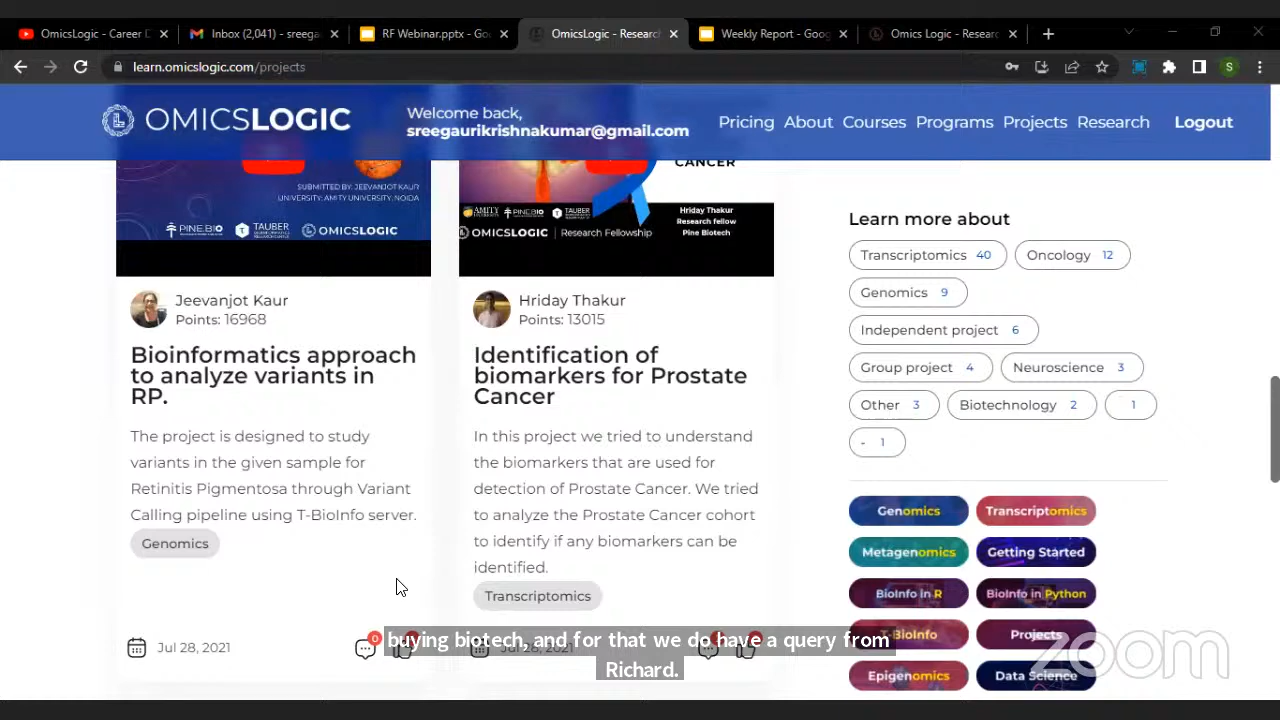 OmicsLogic - Career D
Inbox (2,041) - sreega
RF Webinar.pptx - Go
OmicsLogic - Researc
Weekly Report - Goog
Omics Logic - Researc
learn.omicslogic.com/projects
S
OMICSLOGIC
Welcome back,
sreegaurikrishnakumar@gmail.com
Pricing About Courses Programs Projects Research Logout
SUBMITTED BY: JEEVANJOT KAUR
UNIVERSITY: AMITY UNIVERSITY, NOIDA
PINE.BIO TAUBER OMICSLOGIC
CANCER
AMITY PINE.BIO TAUBER
OMICSLOGIC | Research Fellowship
Hriday Thakur
Research fellow
Pine Biotech
Jeevanjot Kaur
Points: 16968
Bioinformatics approach
to analyze variants in
RP.
The project is designed to study
variants in the given sample for
Retinitis Pigmentosa through Variant
Calling pipeline using T-BioInfo server.
Genomics
Jul 28, 2021
0
Hriday Thakur
Points: 13015
Identification of
biomarkers for Prostate
Cancer
In this project we tried to understand
the biomarkers that are used for
detection of Prostate Cancer. We tried
to analyze the Prostate Cancer cohort
to identify if any biomarkers can be
identified.
Transcriptomics
Jul 28, 2021
Learn more about
Transcriptomics 40
Oncology 12
Genomics 9
Independent project 6
Group project 4
Neuroscience 3
Other 3
Biotechnology 2
1
- 1
Genomics
Transcriptomics
Metagenomics
Getting Started
BioInfo in R
BioInfo in Python
T-BioInfo
Projects
Epigenomics
Data Science
buying biotech, and for that we do have a query from
Richard.
zoom